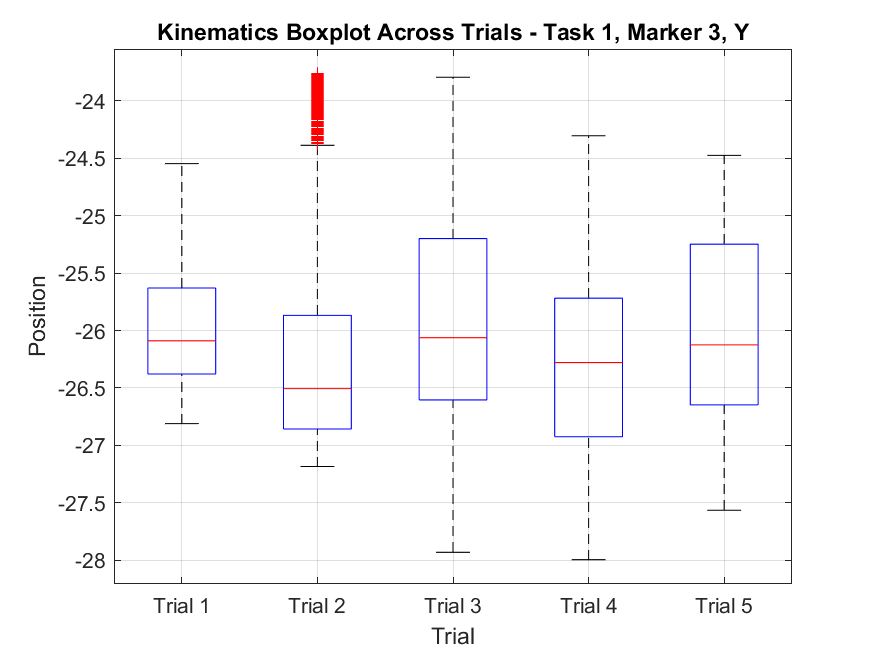 Kinematics Boxplot Across Trials - Task 1, Marker 3, Y
-24
-24.5
-25
-25.5
-26
-26.5
-27
-27.5
-28
Position
Trial 1 Trial 2 Trial 3 Trial 4 Trial 5
Trial